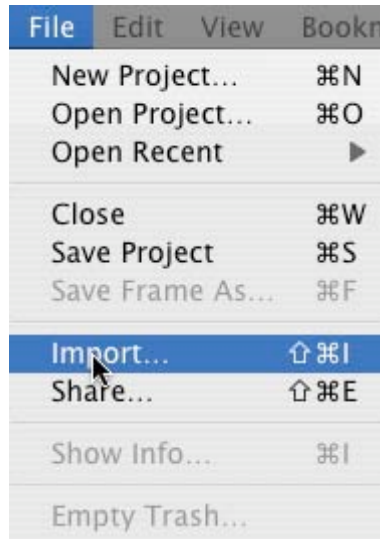 File Edit View Bookr
New Project... ⌘N
Open Project... ⌘O
Open Recent ▶
Close ⌘W
Save Project ⌘S
Save Frame As... ⌘F
Import... ⇧⌘I
Share... ⇧⌘E
Show Info... ⌘I
Empty Trash...